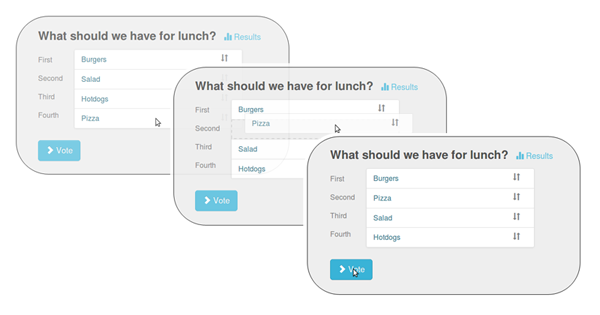 What should we have for lunch? Results
First Burgers
Second Salad
Third Hotdogs
Fourth Pizza
Vote
What should we have for lunch? Results
First Burgers
Pizza
Second
Third Salad
Fourth Hotdogs
Vote
What should we have for lunch? Results
First Burgers
Second Pizza
Third Salad
Fourth Hotdogs
Vote